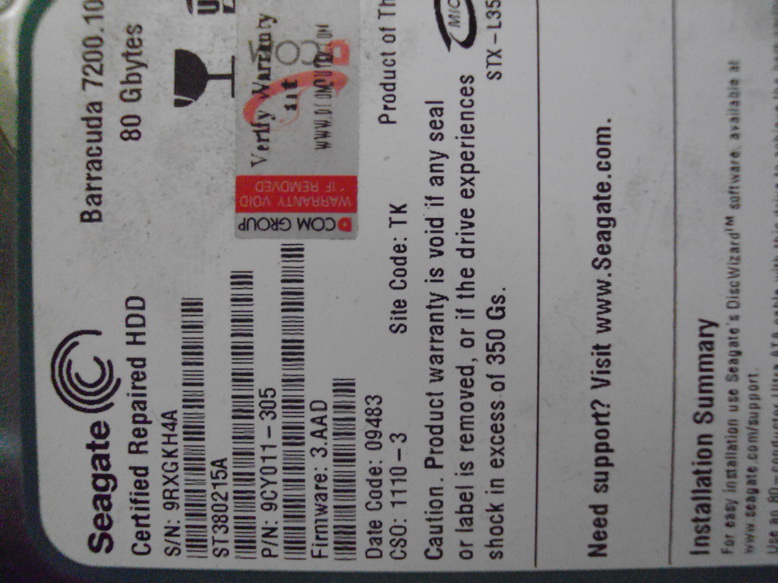 Seagate
Barracuda 7200.10
Certified Repaired HDD
80 Gbytes
S/N: 9RXGKH4A
ST380215A
P/N: 9CY011-305
Firmware: 3.AAD
Date Code: 09483
Site Code: TK
Product of Th
CSO: 1110-3
Caution. Product warranty is void if any seal
or label is removed, or if the drive experiences
shock in excess of 350 Gs.
STX-L35
Need support? Visit www.Seagate.com.
Installation Summary
For easy installation use Seagate's DiscWizard™ software, available at
www.seagate.com/support.
Verify Warranty
at
DCOM GROUP
WARRANTY VOID
"IF REMOVED